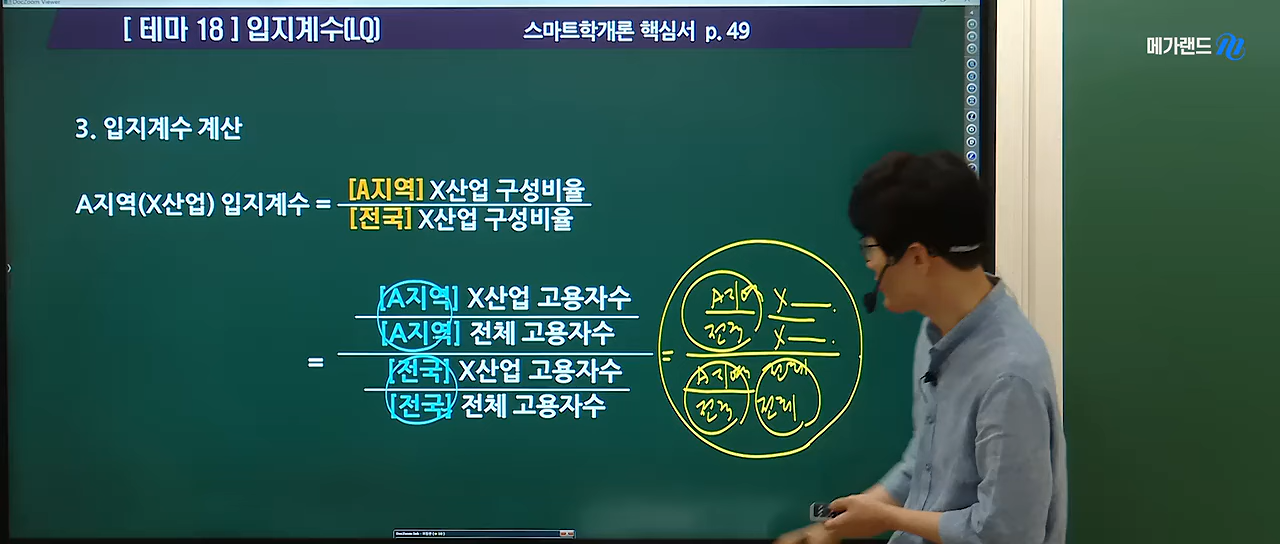 DocZoom Viewer
[ 테마 18 ] 입지계수(LQ)
스마트학개론 핵심서 p. 49
메가랜드
3. 입지계수 계산
A지역(X산업) 입지계수 =
[A지역] X산업 구성비율
[전국] X산업 구성비율
=
[A지역] X산업 고용자수
[A지역] 전체 고용자수
[전국] X산업 고용자수
[전국] 전체 고용자수
=
A지역 X
전국 X
A지역 전체
전국 전체